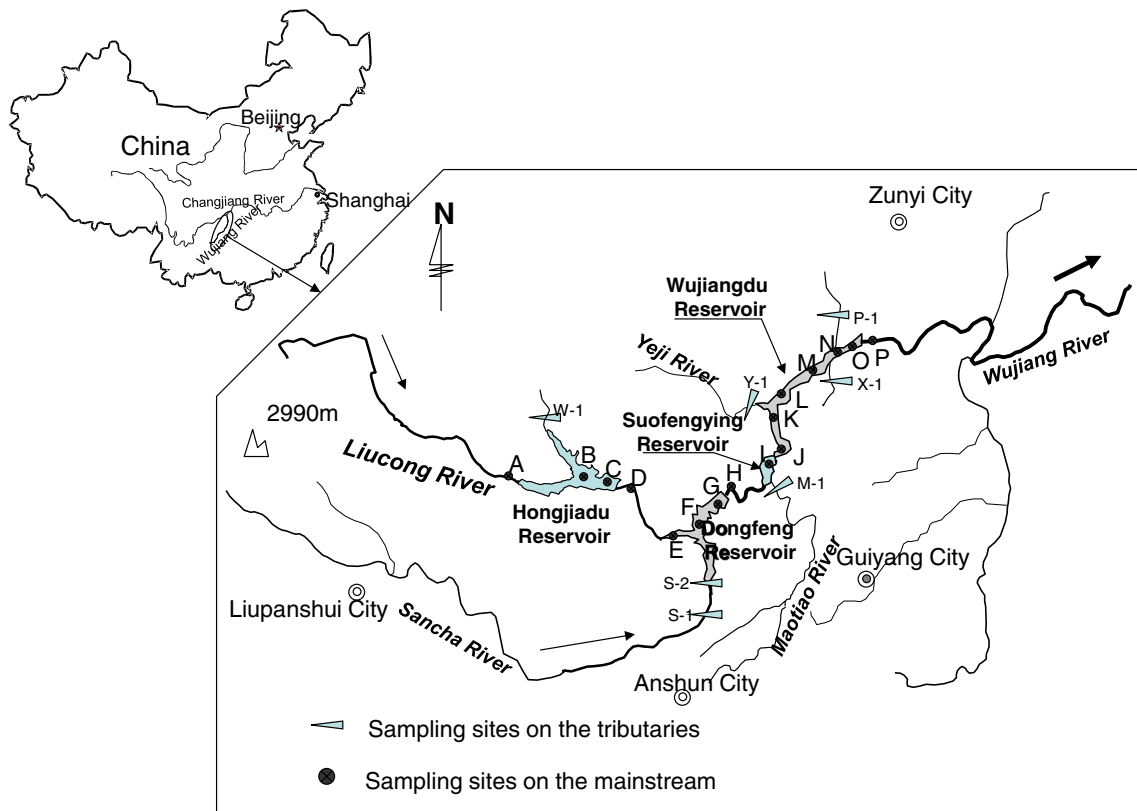 Beijing
China
Changjiang River
Shanghai
Wujiang River
N
Zunyi City
Wujiangdu
Reservoir
P-1
Yeji River
N
O
P
M
Wujiang River
X-1
Y-1
L
K
2990m
W-1
Suofengying
Reservoir
Liucong River
A
B
C
D
I
J
H
M-1
G
Hongjiadu
Reservoir
F
Dongfeng
Reservoir
E
Guiyang City
S-2
Liupanshui City
S-1
Sancha River
Maotiao River
Anshun City
Sampling sites on the tributaries
Sampling sites on the mainstream